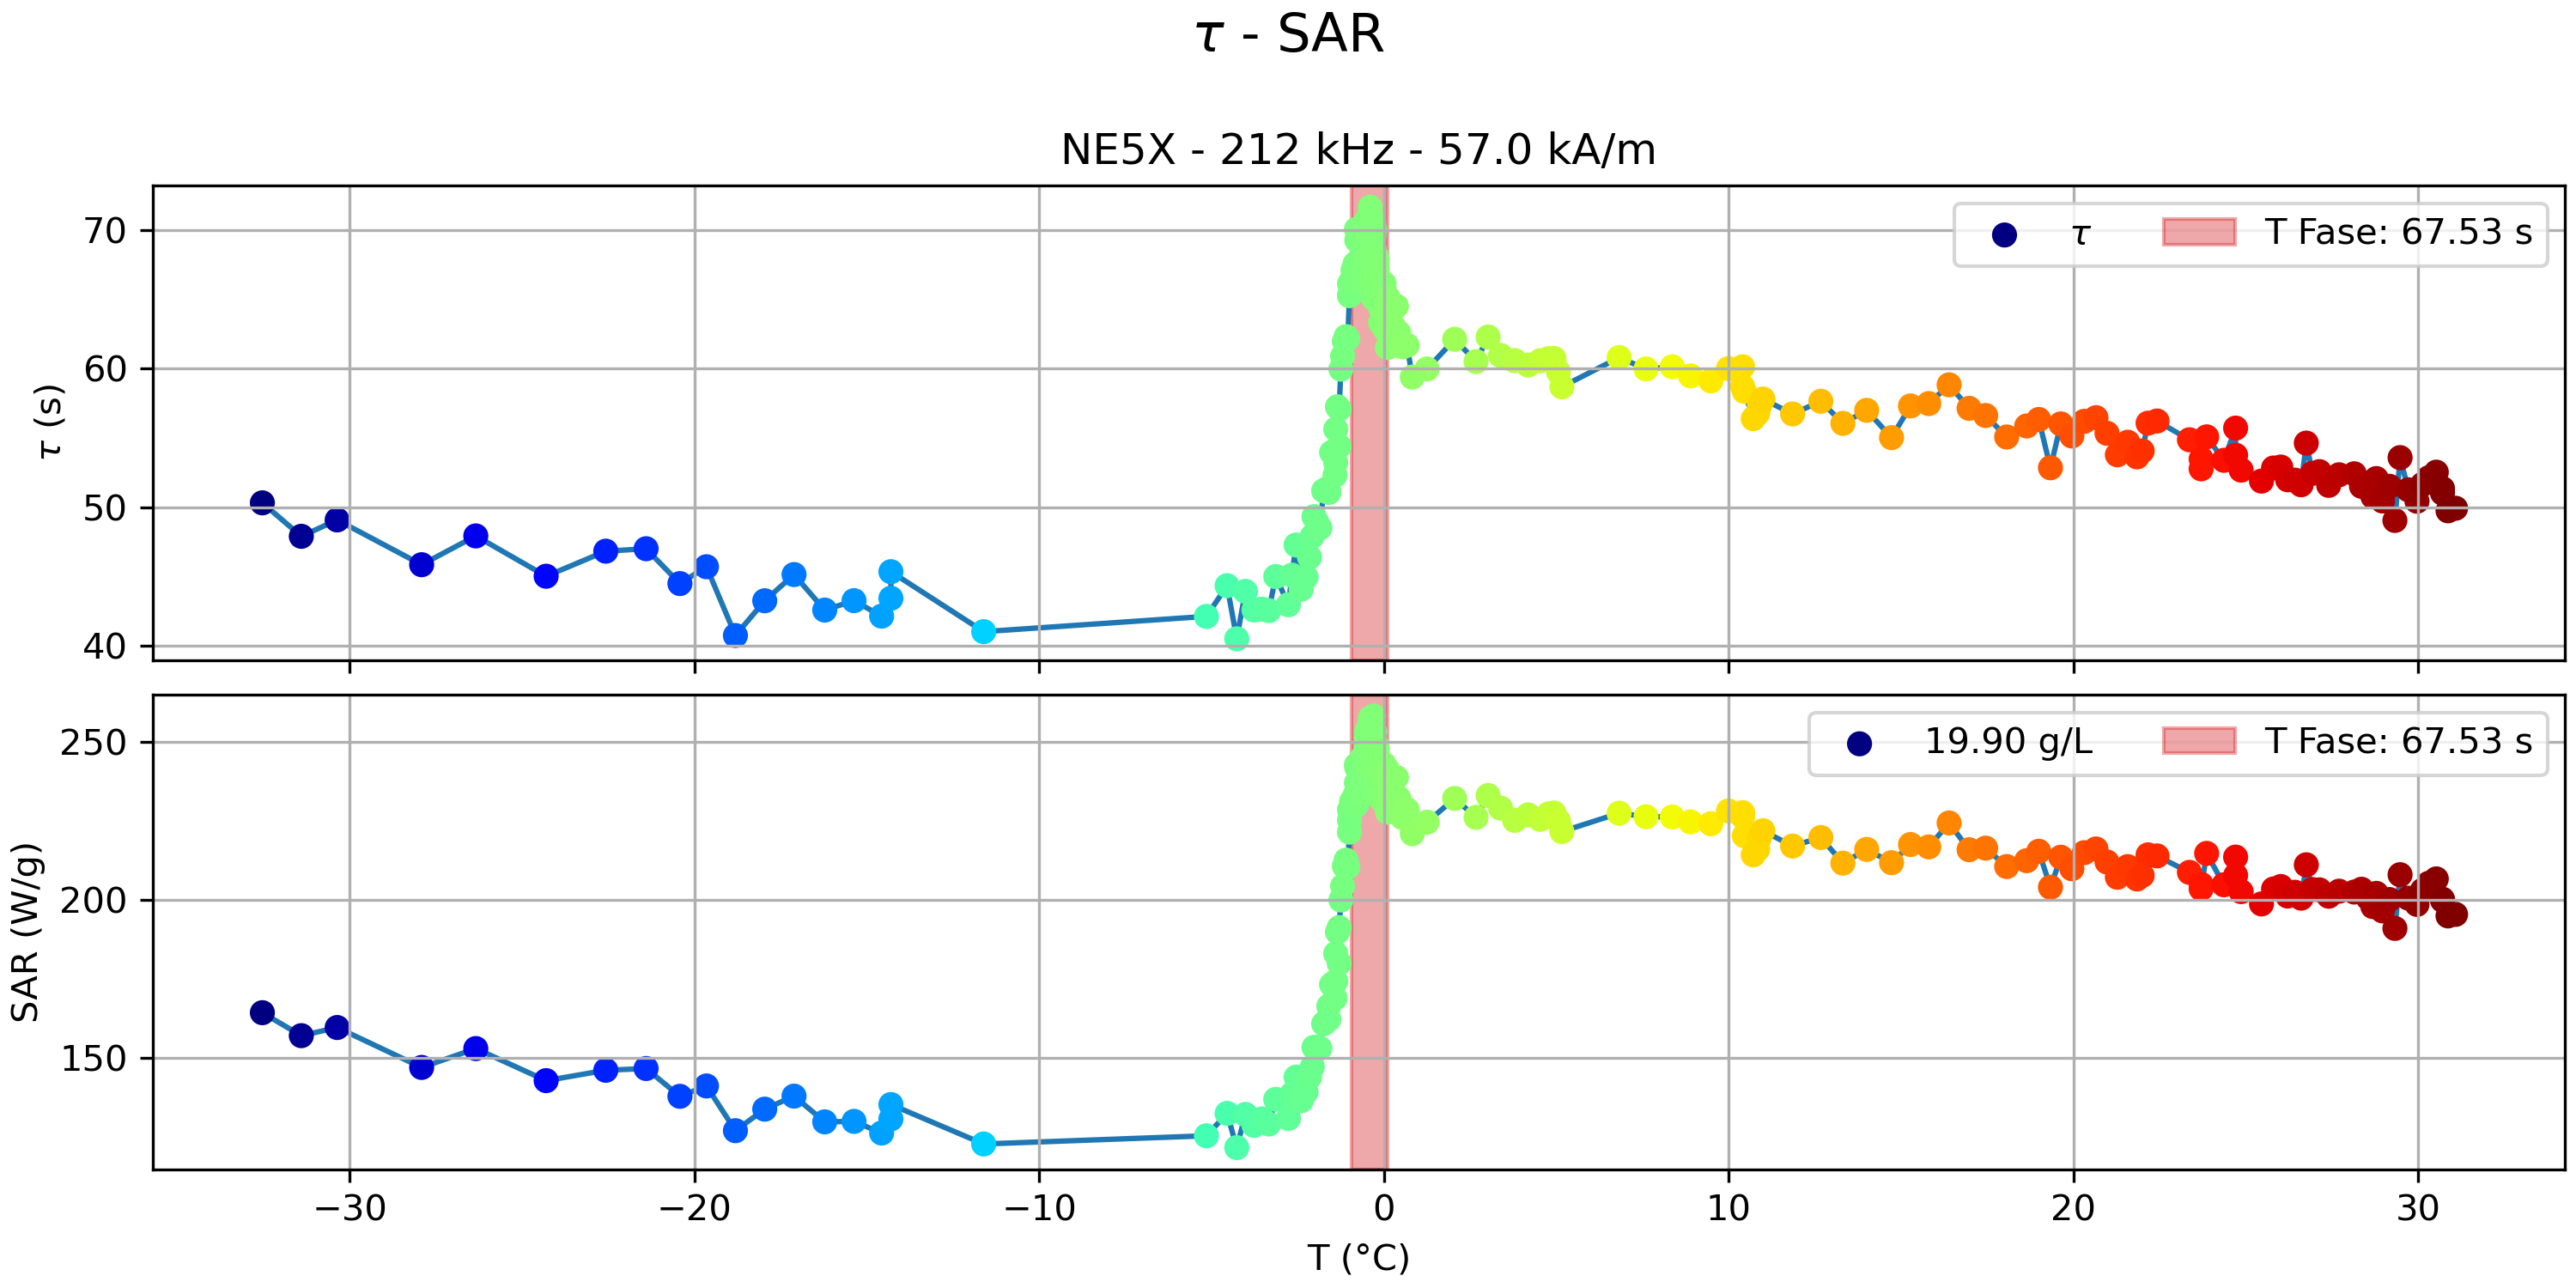 τ - SAR
NE5X - 212 kHz - 57.0 kA/m
70
60
50
40
τ (s)
τ
T Fase: 67.53 s
250
200
150
SAR (W/g)
19.90 g/L
T Fase: 67.53 s
−30
−20
−10
0
10
20
30
T (°C)